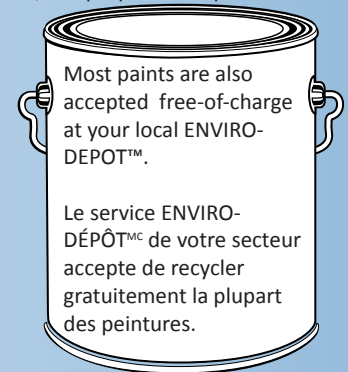 Most paints are also
accepted free-of-charge
at your local ENVIRO-
DEPOT™.
Le service ENVIRO-
DÉPÔTᴹᶜ de votre secteur
accepte de recycler
gratuitement la plupart
des peintures.